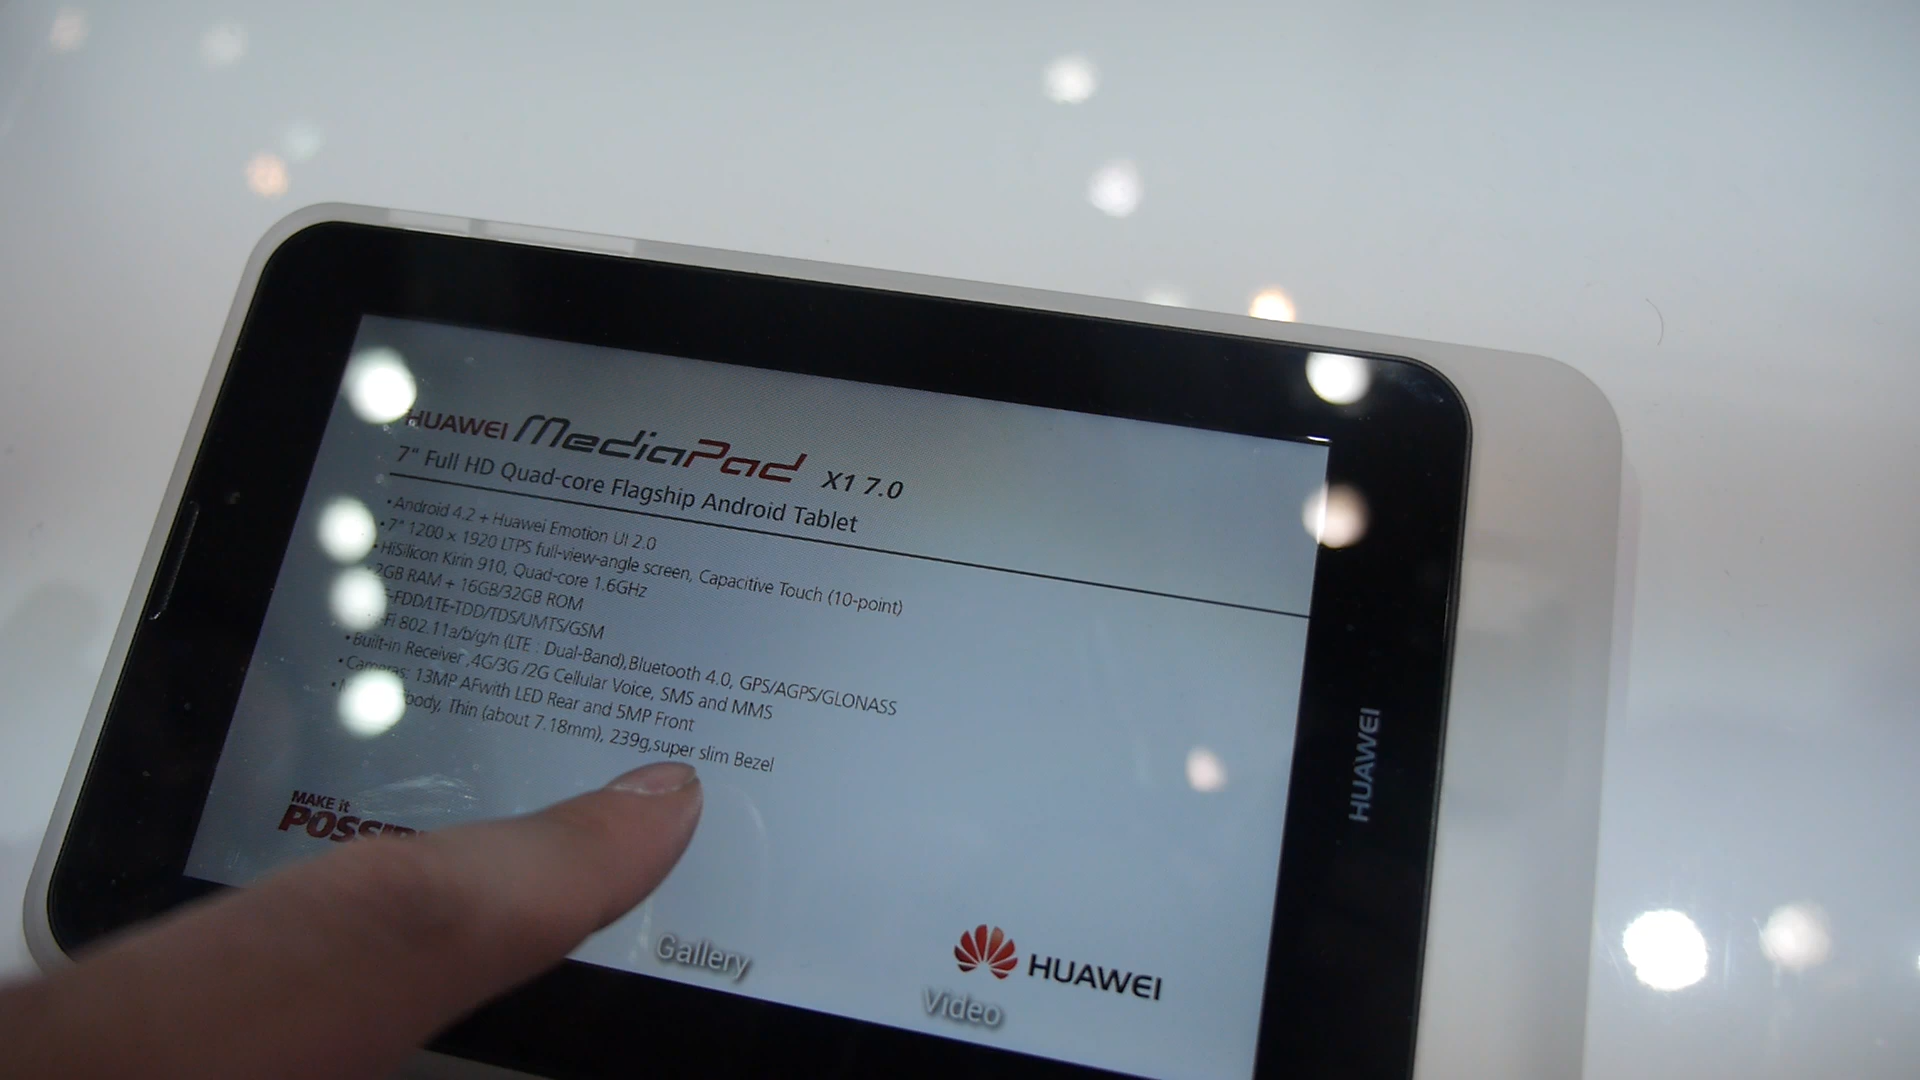 HUAWEI MediaPad X1 7.0
7" Full HD Quad-core Flagship Android Tablet
•Android 4.2 + Huawei Emotion UI 2.0
•7" 1200 x 1920 LTPS full-view-angle screen, Capacitive Touch (10-point)
•HiSilicon Kirin 910, Quad-core 1.6GHz
2GB RAM + 16GB/32GB ROM
-FDD/LTE-TDD/TDS/UMTS/GSM
-Fi 802.11a/b/g/n (LTE : Dual-Band),Bluetooth 4.0, GPS/AGPS/GLONASS
•Built-in Receiver ,4G/3G /2G Cellular Voice, SMS and MMS
•Cameras: 13MP AFwith LED Rear and 5MP Front
body, Thin (about 7.18mm), 239g,super slim Bezel
MAKE it
POSSI
Gallery
Video
HUAWEI
HUAWEI